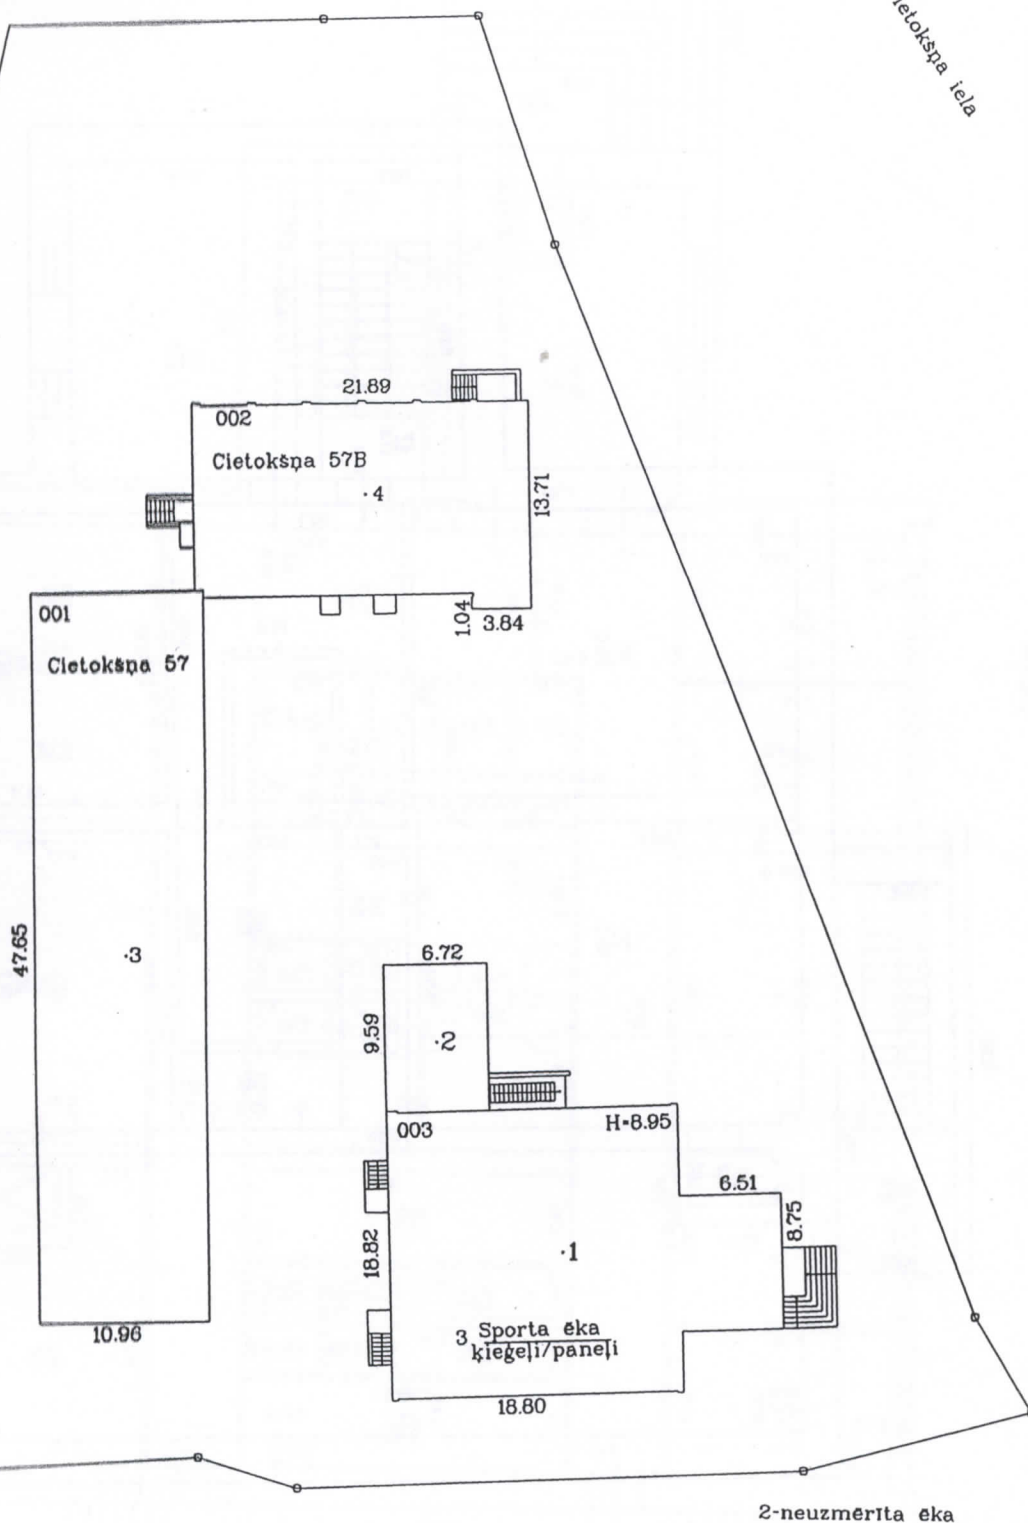 ietokšņa iela
21.89
002
Cietokšņa 57B
4
13.71
1.04
3.84
001
Cietokšņa 57
47.65
3
10.96
6.72
9.59
2
003
H=8.95
6.51
8.75
18.82
1
3 Sporta ēka
ķieģeļi/paneļi
18.80
2-neuzmērīta ēka